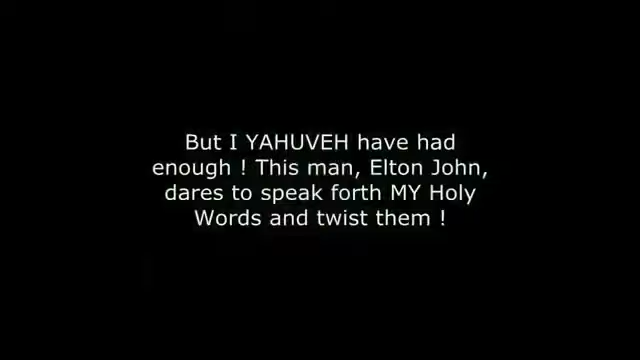 But I YAHUVEH have had
enough ! This man, Elton John,
dares to speak forth MY Holy
Words and twist them !